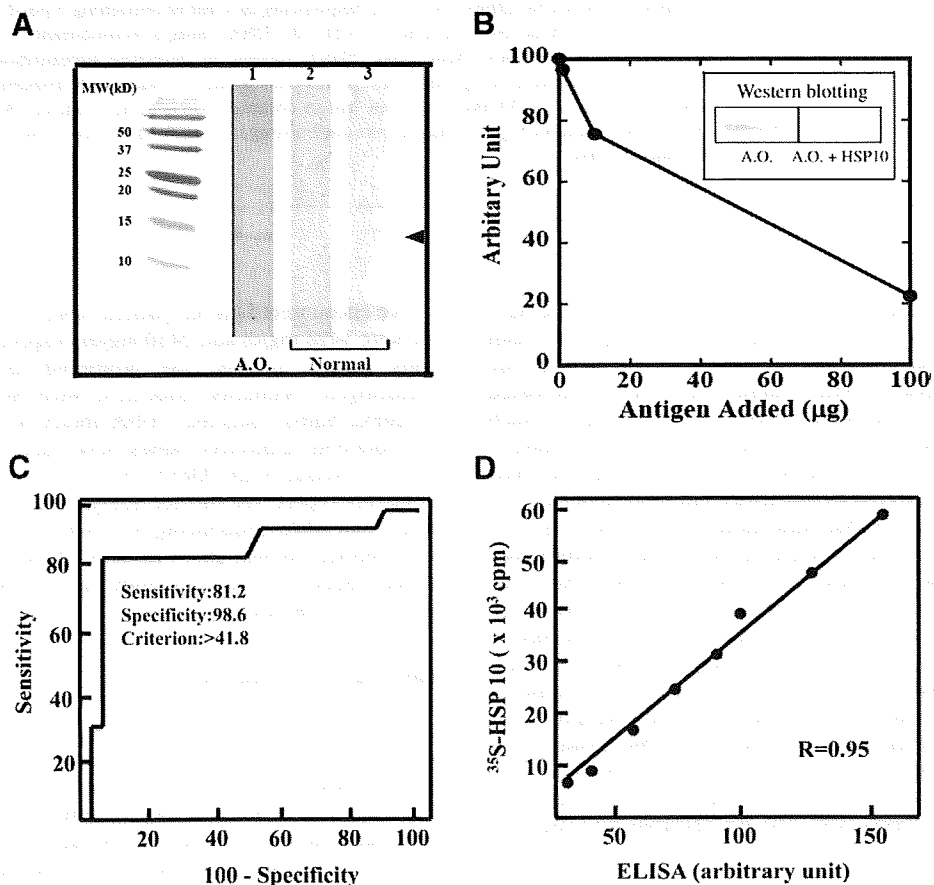 A
MW(kD)
1 2 3
50
37
25
20
15
10
A.O. Normal
B
Arbitary Unit
100
80
60
40
20
0
Western blotting
A.O. A.O. + HSP10
0 20 40 60 80 100
Antigen Added (μg)
C
Sensitivity
100
80
60
40
20
Sensitivity:81.2
Specificity:98.6
Criterion:>41.8
20 40 60 80 100
100 - Specificity
D
³⁵S-HSP 10 ( x 10³ cpm)
60
50
40
30
20
10
R=0.95
50 100 150
ELISA (arbitrary unit)